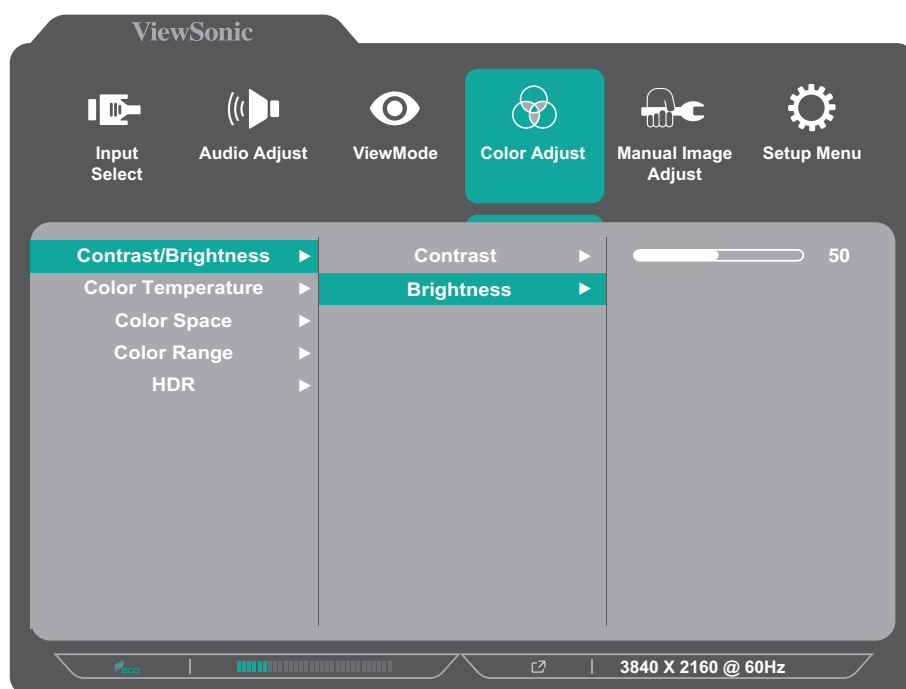 ViewSonic
Input Select
Audio Adjust
ViewMode
Color Adjust
Manual Image Adjust
Setup Menu
Contrast/Brightness
Contrast
50
Color Temperature
Brightness
Color Space
Color Range
HDR
eco
3840 X 2160 @ 60Hz